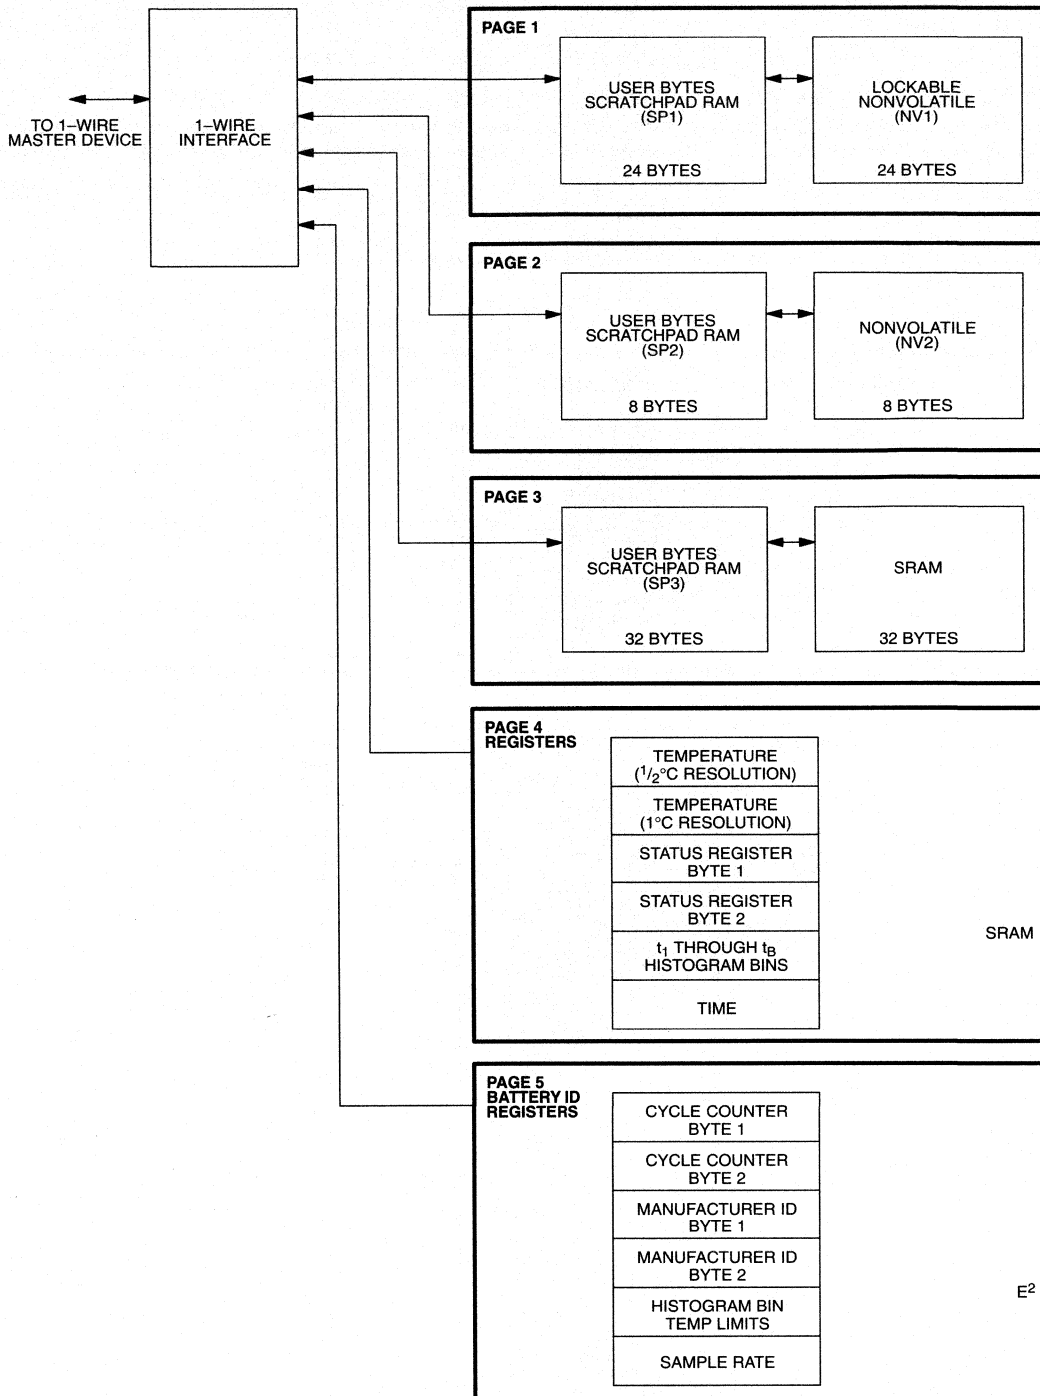 TO 1–WIRE
MASTER DEVICE
1–WIRE
INTERFACE
PAGE 1
USER BYTES
SCRATCHPAD RAM
(SP1)
24 BYTES
LOCKABLE
NONVOLATILE
(NV1)
24 BYTES
PAGE 2
USER BYTES
SCRATCHPAD RAM
(SP2)
8 BYTES
NONVOLATILE
(NV2)
8 BYTES
PAGE 3
USER BYTES
SCRATCHPAD RAM
(SP3)
32 BYTES
SRAM
32 BYTES
PAGE 4
REGISTERS
TEMPERATURE
(1/2°C RESOLUTION)
TEMPERATURE
(1°C RESOLUTION)
STATUS REGISTER
BYTE 1
STATUS REGISTER
BYTE 2
t1 THROUGH tB
HISTOGRAM BINS
TIME
SRAM
PAGE 5
BATTERY ID
REGISTERS
CYCLE COUNTER
BYTE 1
CYCLE COUNTER
BYTE 2
MANUFACTURER ID
BYTE 1
MANUFACTURER ID
BYTE 2
HISTOGRAM BIN
TEMP LIMITS
SAMPLE RATE
E2